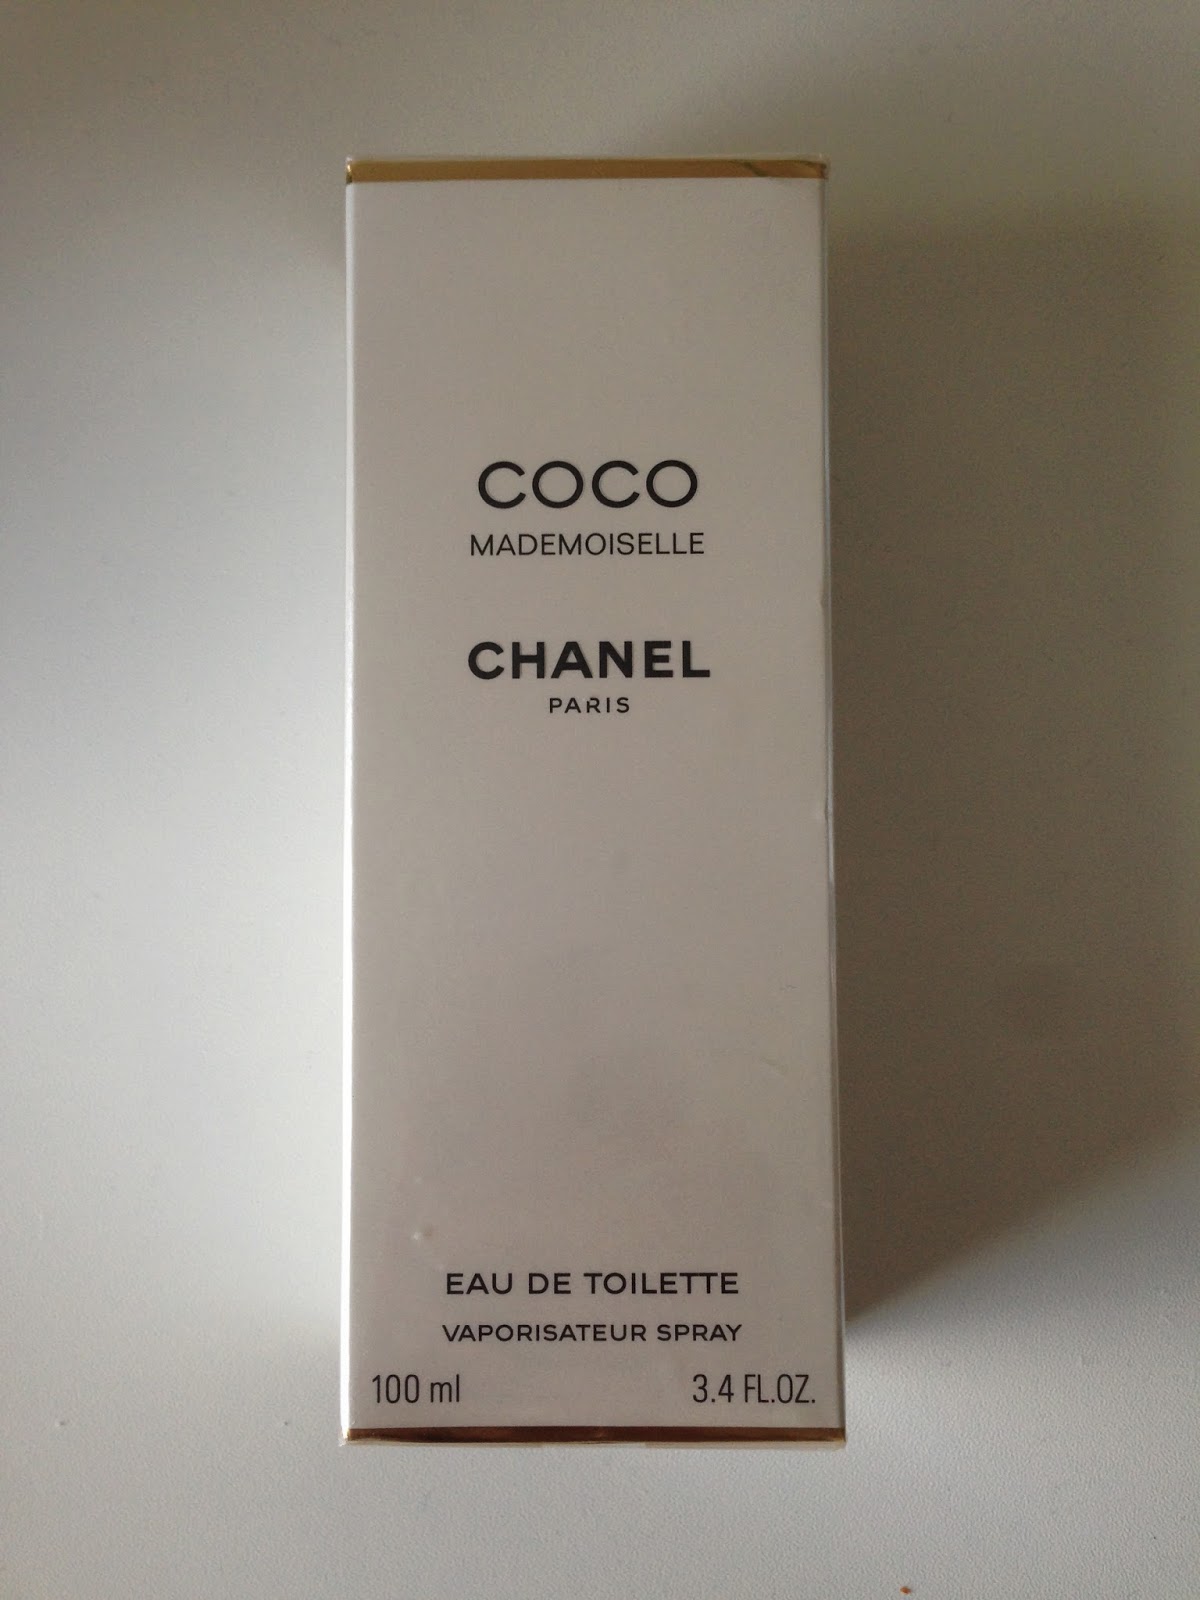 COCO
MADEMOISELLE
CHANEL
PARIS
EAU DE TOILETTE
VAPORISATEUR SPRAY
100 ml 3.4 FL.OZ.